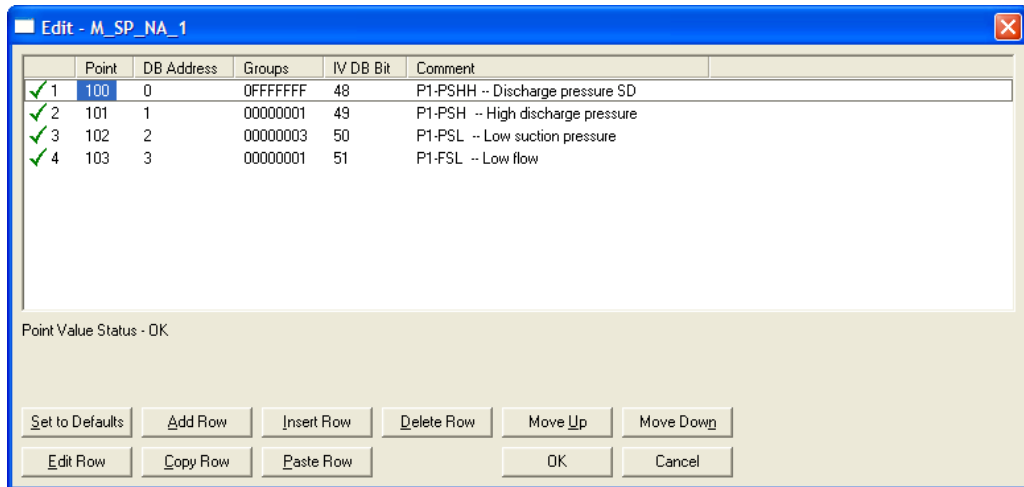 Edit - M_SP_NA_1
Point DB Address Groups IV DB Bit Comment
1 100 0 0FFFFFFF 48 P1-PSHH -- Discharge pressure SD
2 101 1 00000001 49 P1-PSH -- High discharge pressure
3 102 2 00000003 50 P1-PSL -- Low suction pressure
4 103 3 00000001 51 P1-FSL -- Low flow
Point Value Status - OK
Set to Defaults Add Row Insert Row Delete Row Move Up Move Down
Edit Row Copy Row Paste Row OK Cancel